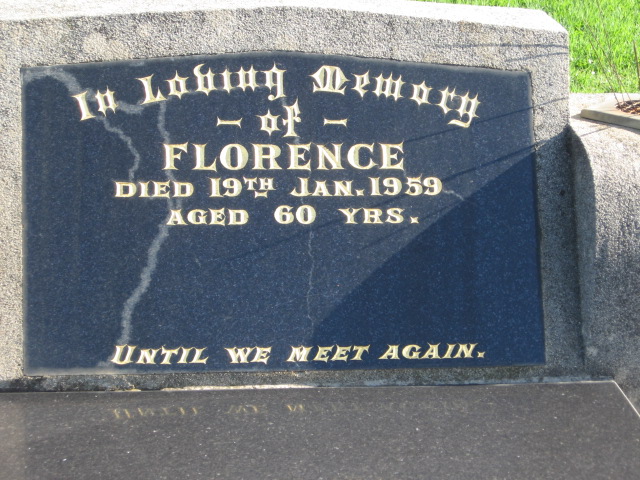 In Loving Memory
– of –
FLORENCE
DIED 19TH JAN. 1959
AGED 60 YRS.
UNTIL WE MEET AGAIN.